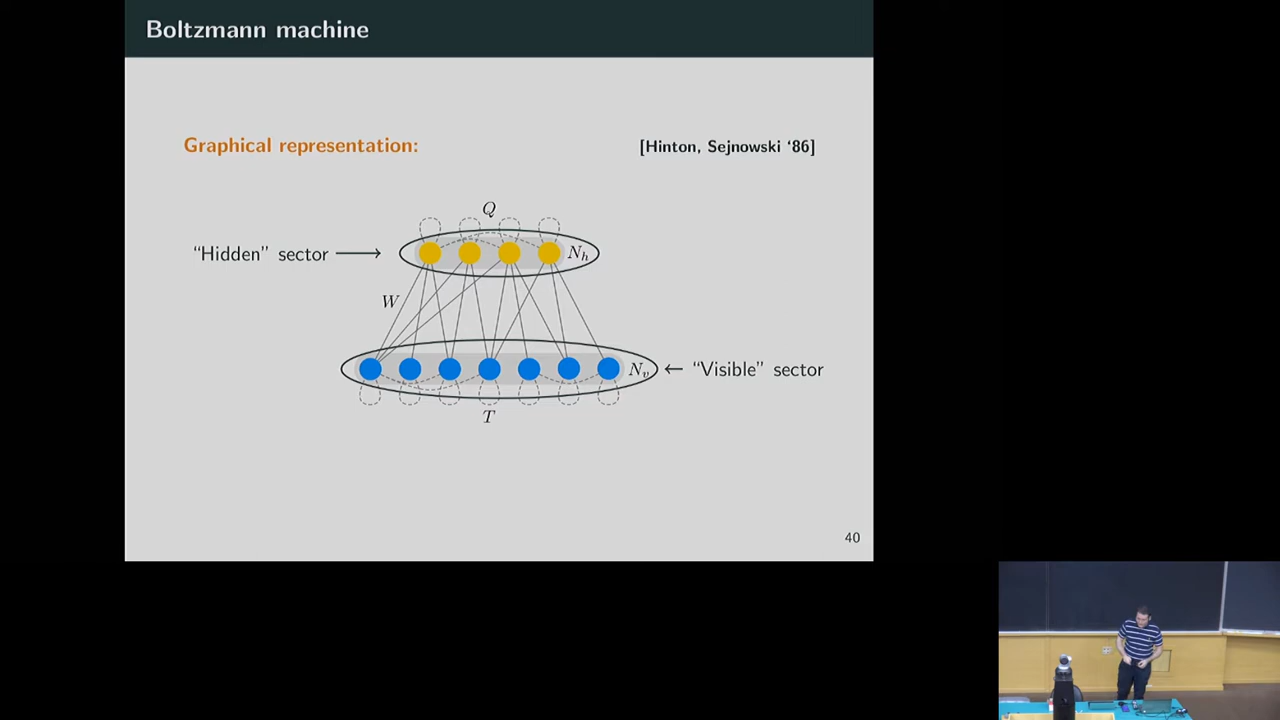 Boltzmann machine
Graphical representation:
[Hinton, Sejnowski ‘86]
Q
“Hidden” sector
N_h
W
N_v
“Visible” sector
T
40